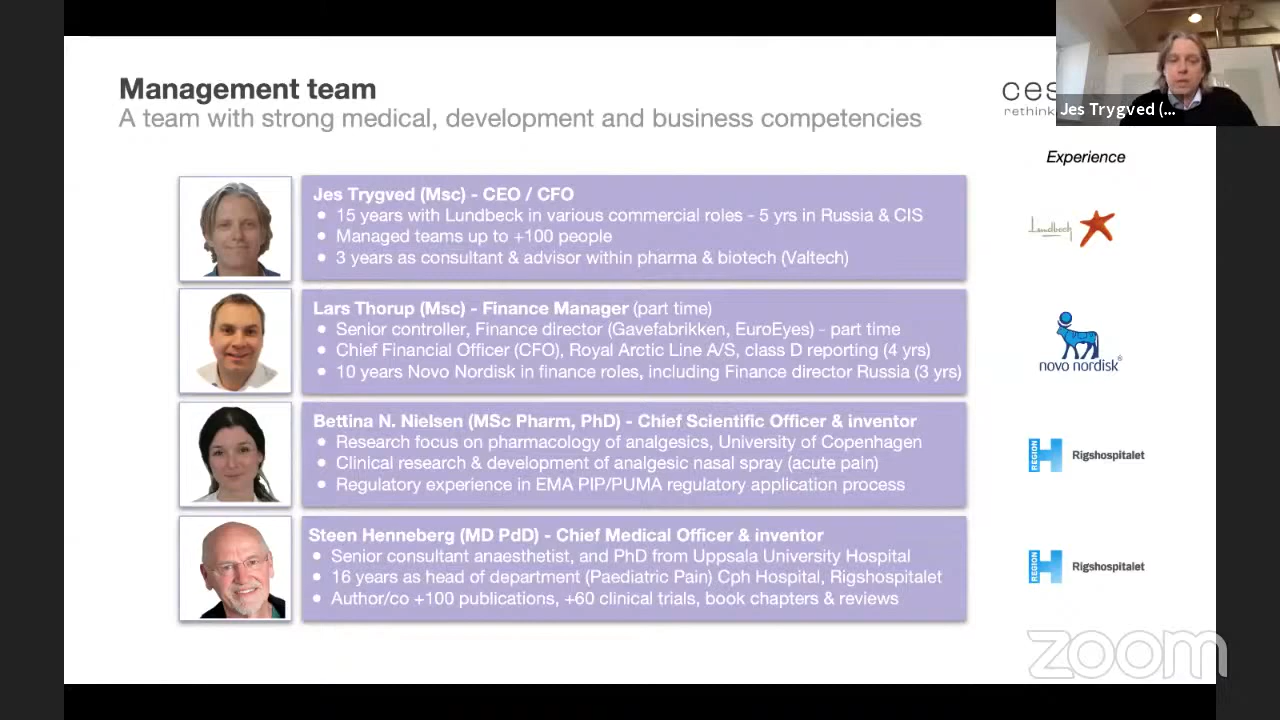 Management team
A team with strong medical, development and business competencies
ces
rethink
Jes Trygved (...
Experience
Jes Trygved (Msc) - CEO / CFO
• 15 years with Lundbeck in various commercial roles - 5 yrs in Russia & CIS
• Managed teams up to +100 people
• 3 years as consultant & advisor within pharma & biotech (Valtech)
Lundbeck
Lars Thorup (Msc) - Finance Manager (part time)
• Senior controller, Finance director (Gavefabrikken, EuroEyes) - part time
• Chief Financial Officer (CFO), Royal Arctic Line A/S, class D reporting (4 yrs)
• 10 years Novo Nordisk in finance roles, including Finance director Russia (3 yrs)
novo nordisk®
Bettina N. Nielsen (MSc Pharm, PhD) - Chief Scientific Officer & inventor
• Research focus on pharmacology of analgesics, University of Copenhagen
• Clinical research & development of analgesic nasal spray (acute pain)
• Regulatory experience in EMA PIP/PUMA regulatory application process
REGION H Rigshospitalet
Steen Henneberg (MD PdD) - Chief Medical Officer & inventor
• Senior consultant anaesthetist, and PhD from Uppsala University Hospital
• 16 years as head of department (Paediatric Pain) Cph Hospital, Rigshospitalet
• Author/co +100 publications, +60 clinical trials, book chapters & reviews
REGION H Rigshospitalet
zoom